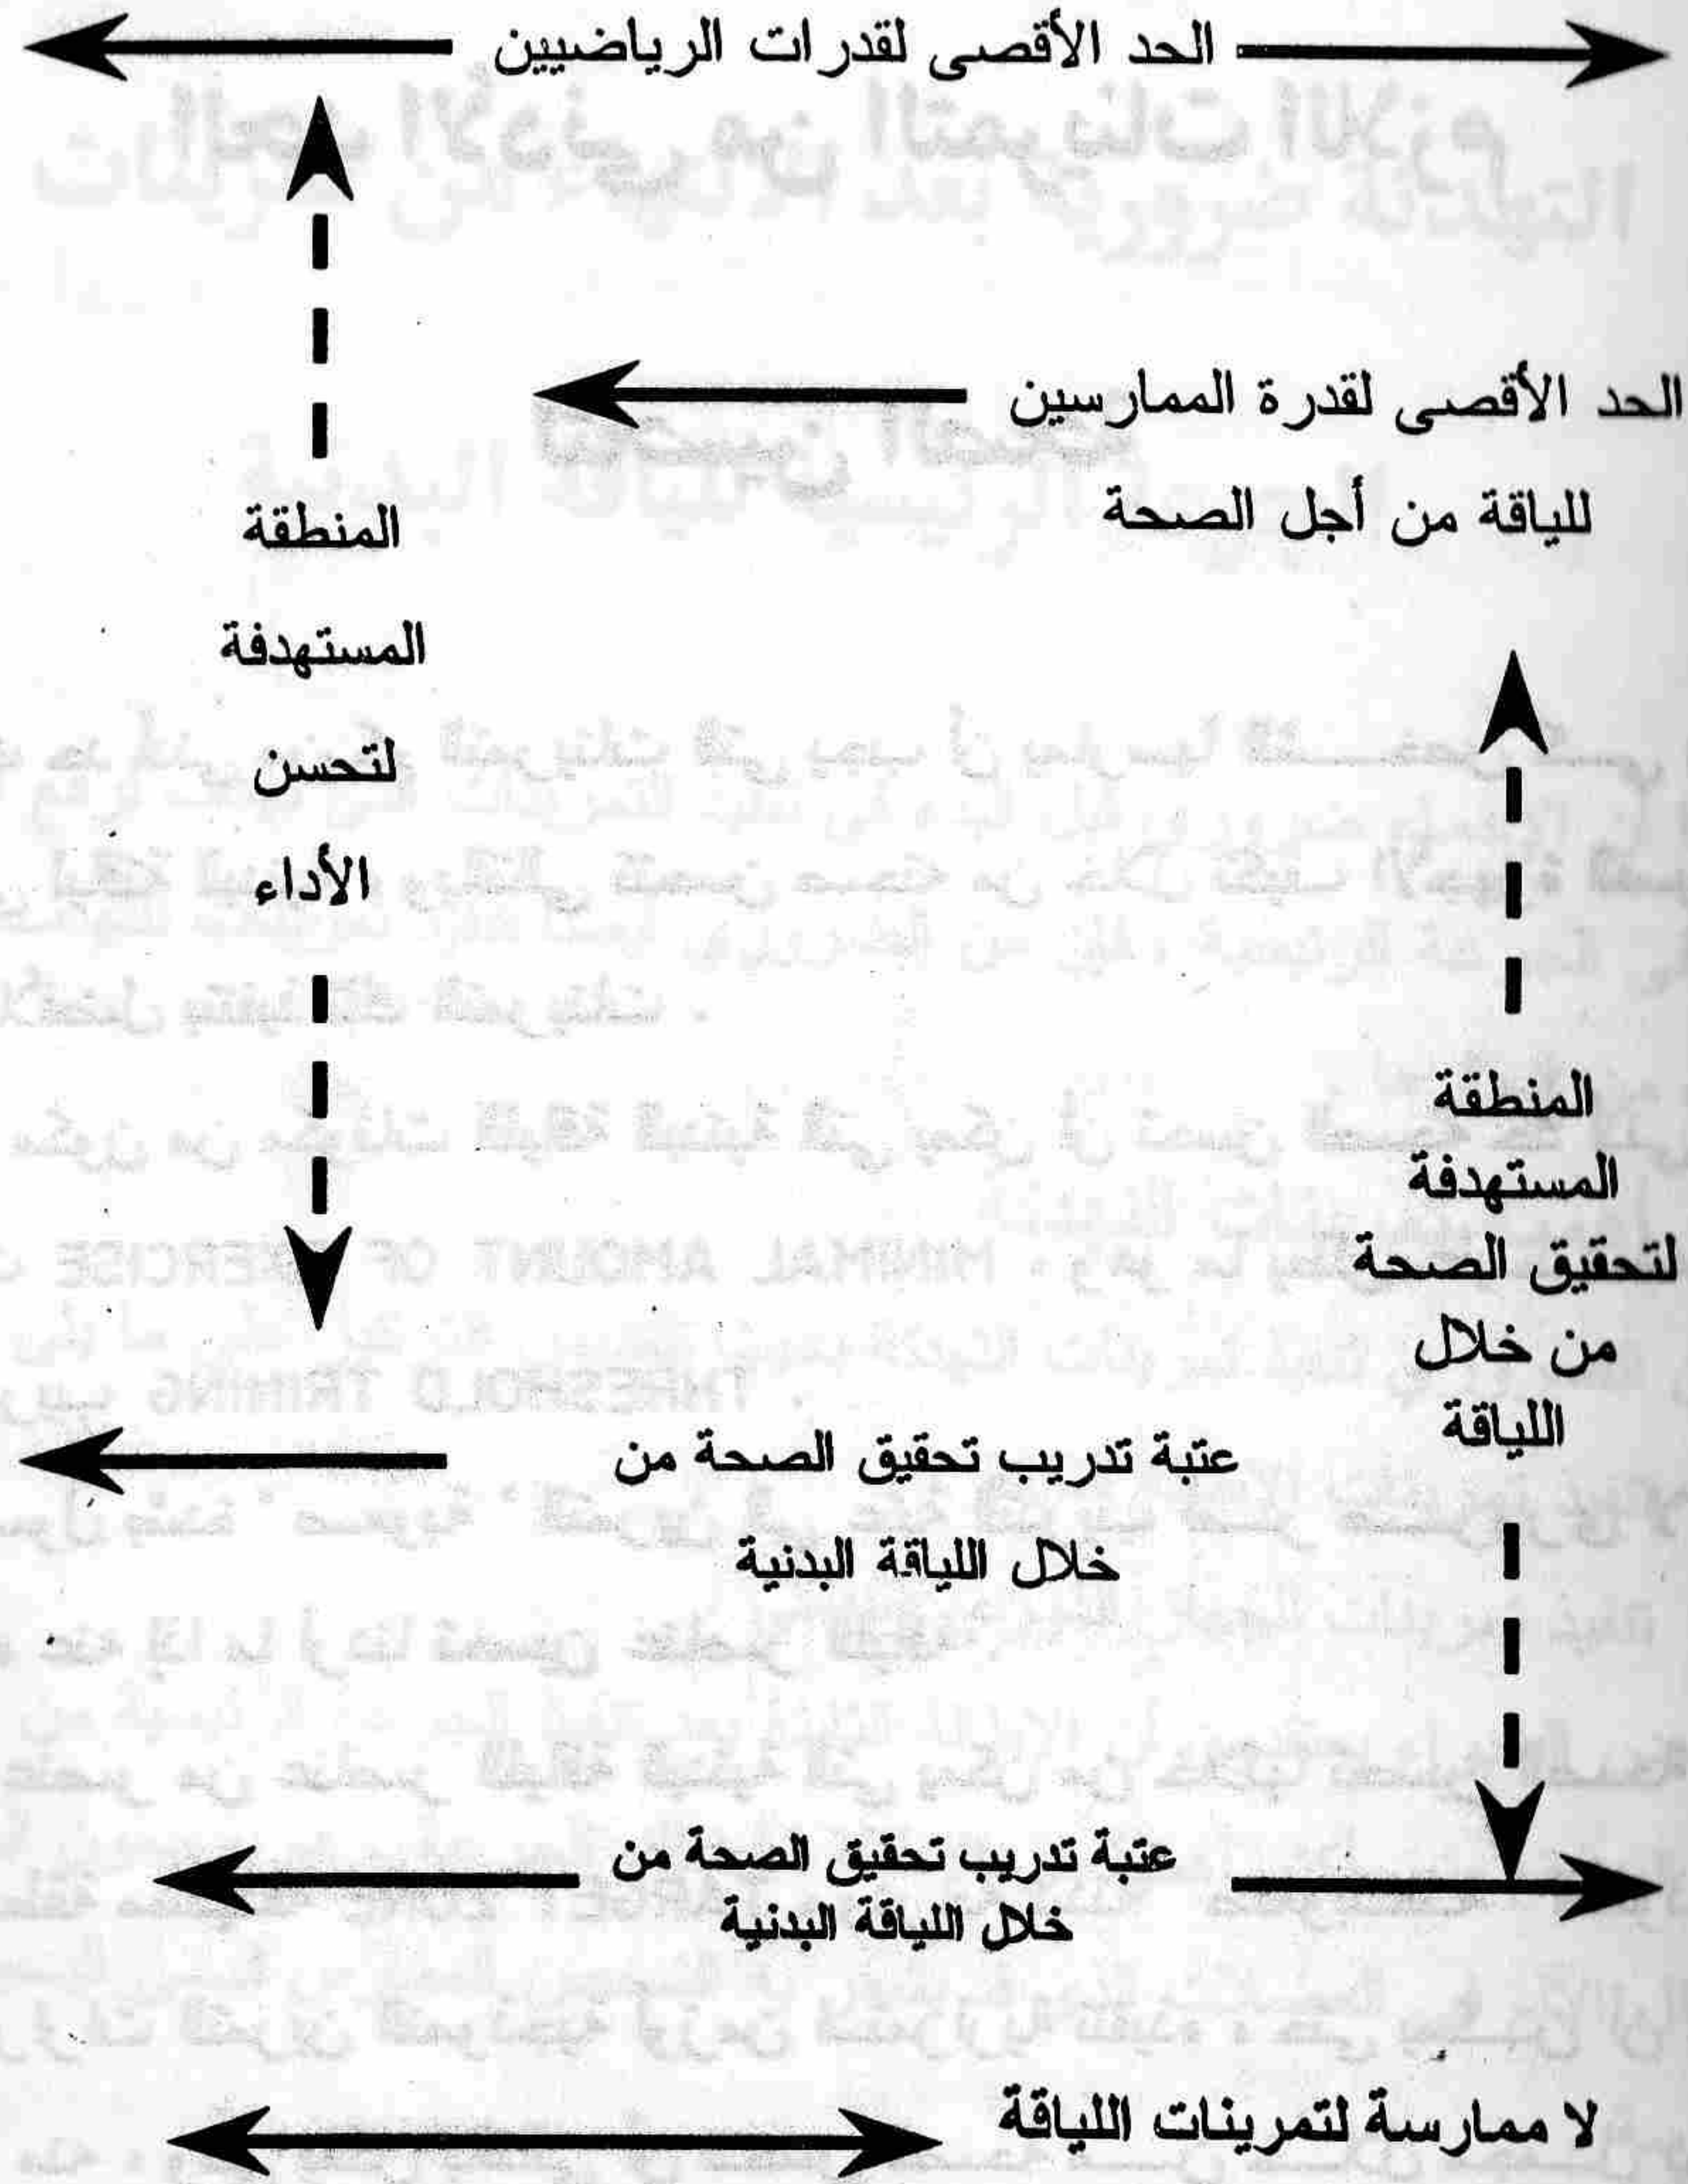 الحد الأقصى لقدرات الرياضيين
الحد الأقصى لقدرة الممارسين
للياقة من أجل الصحة
المنطقة
المستهدفة
لتحسن
الأداء
المنطقة
المستهدفة
لتحقيق الصحة
من خلال
اللياقة
عتبة تدريب تحقيق الصحة من
خلال اللياقة البدنية
عتبة تدريب تحقيق الصحة من
خلال اللياقة البدنية
لا ممارسة لتمرينات اللياقة